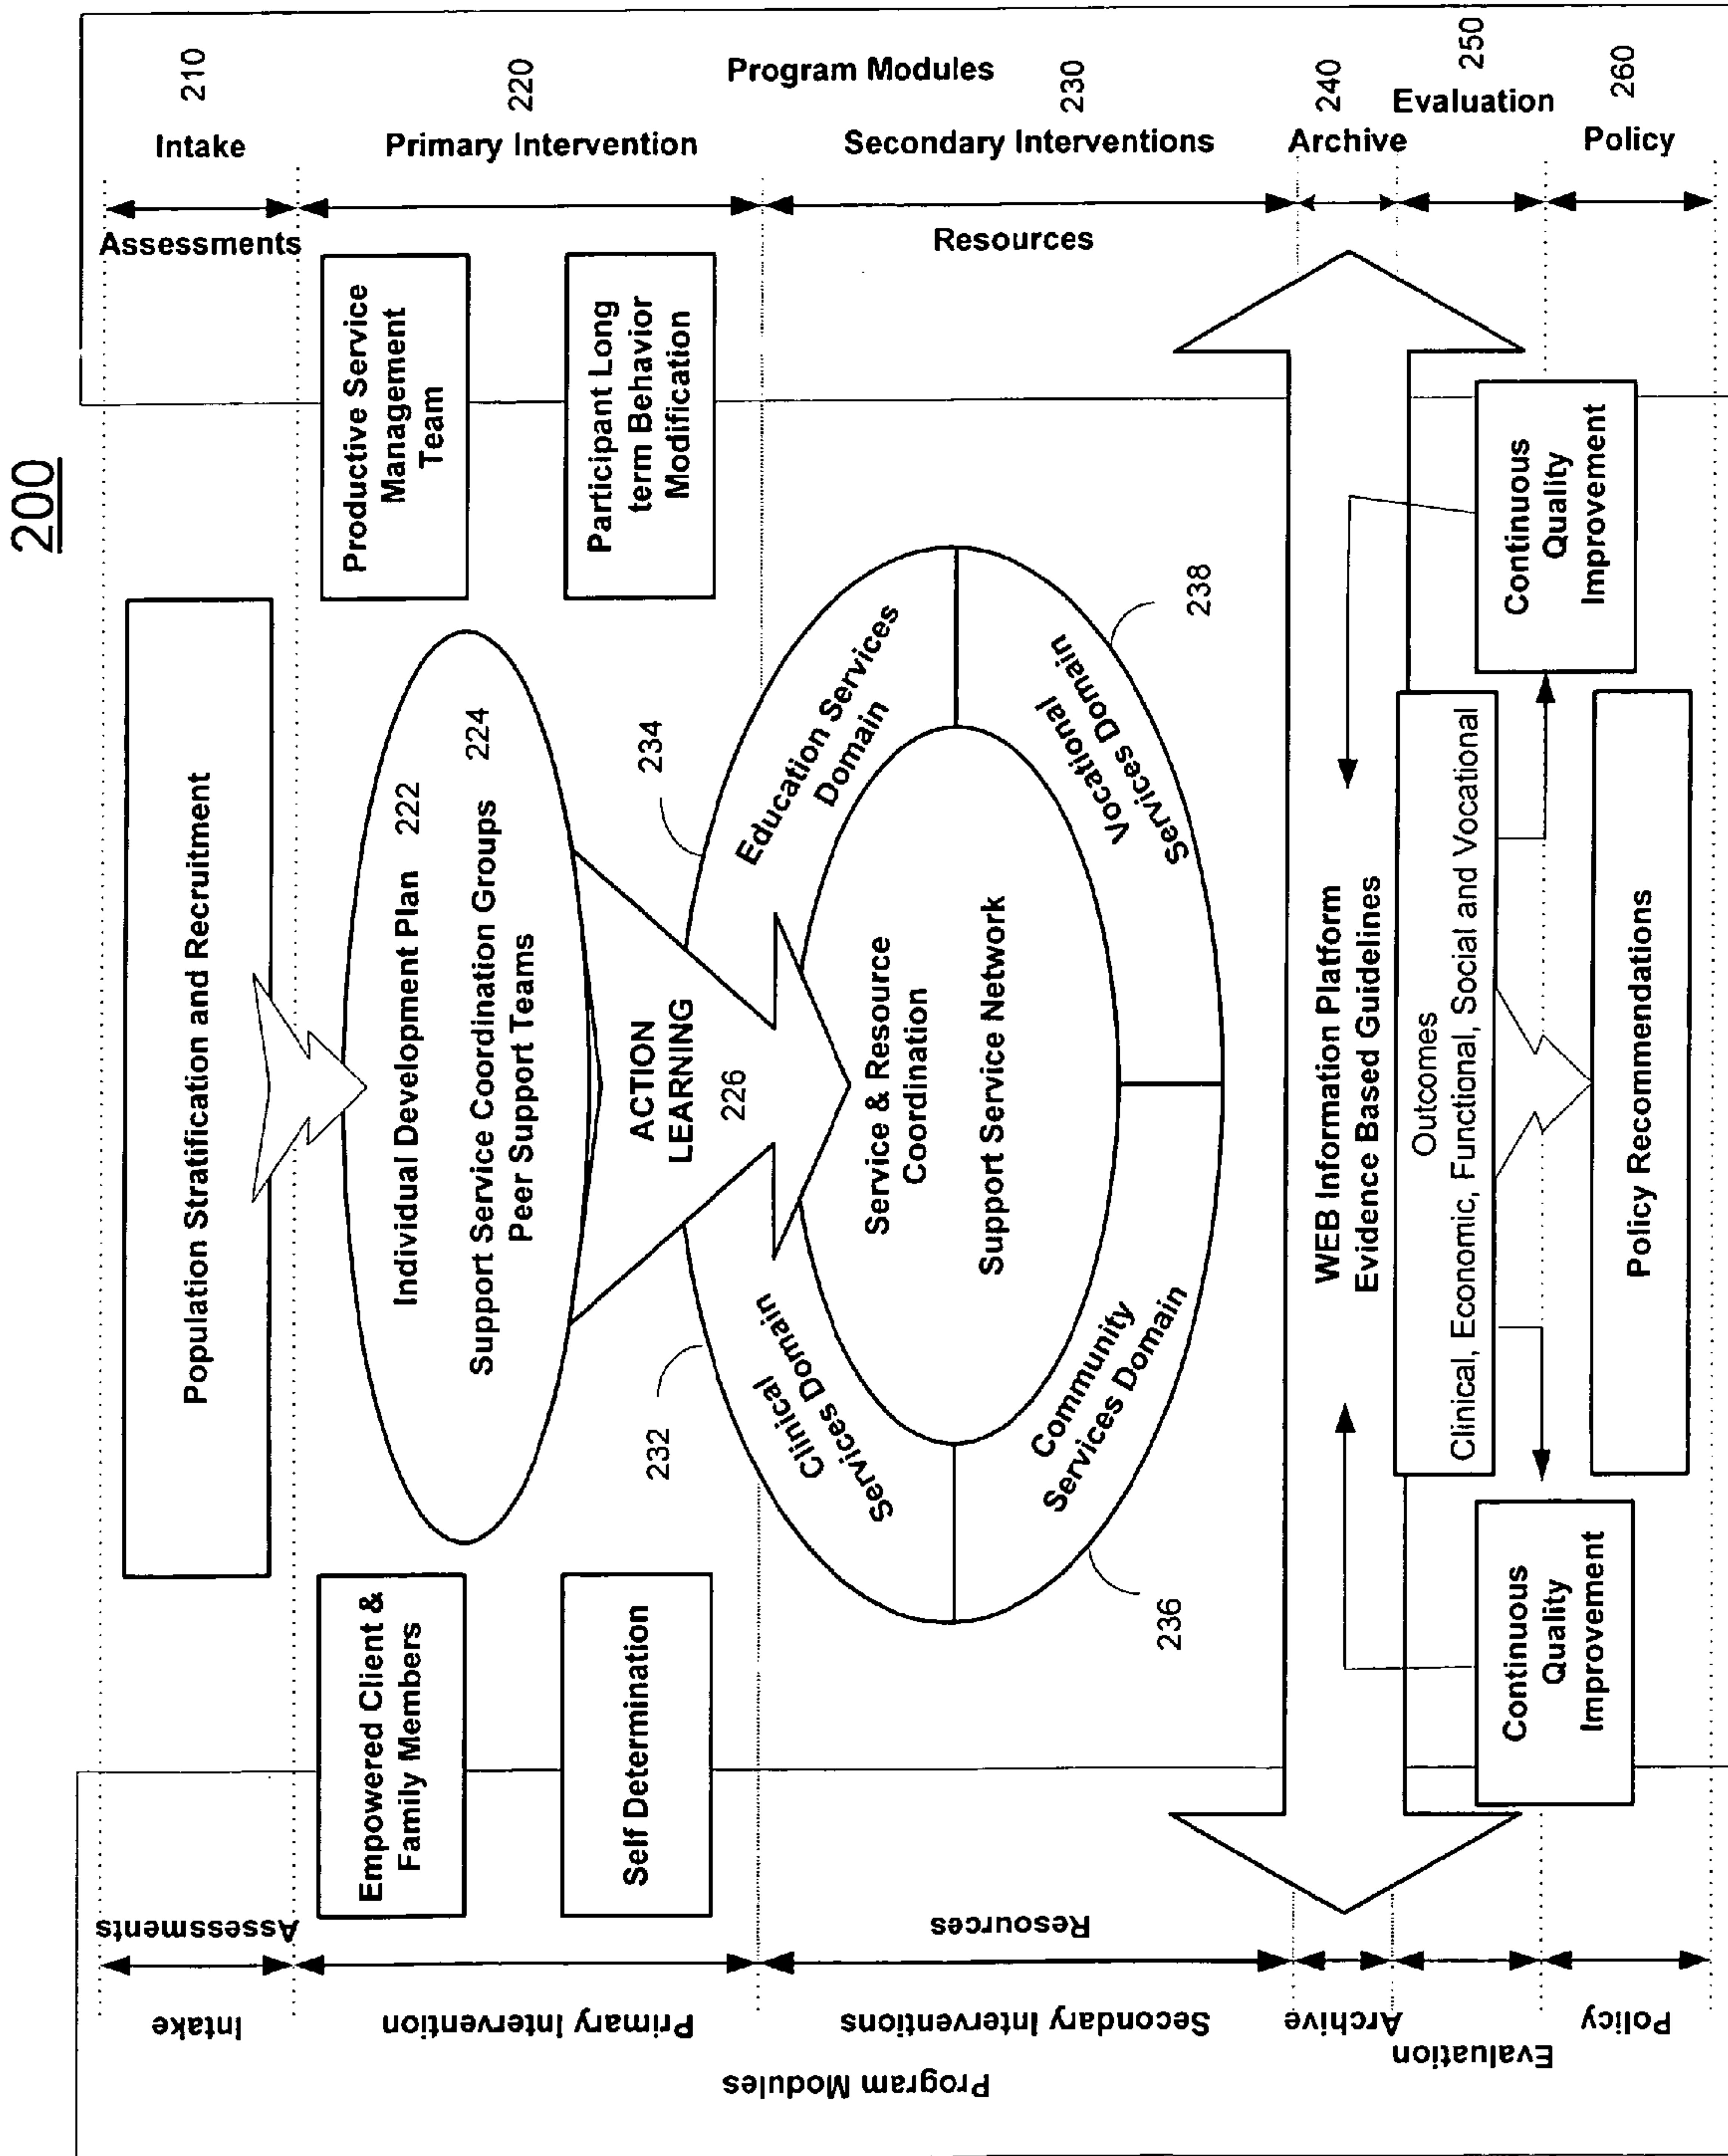 200
Program Modules
Intake
Assessments
Primary Intervention
Secondary Interventions
Resources
Archive
Evaluation
Policy
Population Stratification and Recruitment
Empowered Client &
Family Members
Self Determination
Individual Development Plan 222
Support Service Coordination Groups 224
Peer Support Teams
Productive Service
Management
Team
Participant Long
term Behavior
Modification
ACTION
LEARNING
226
232
Clinical
Services Domain
234
Education Services
Domain
Service & Resource
Coordination
Support Service Network
236
Community
Services Domain
238
Vocational
Services Domain
WEB Information Platform
Evidence Based Guidelines
Outcomes
Clinical, Economic, Functional, Social and Vocational
Continuous
Quality
Improvement
Continuous
Quality
Improvement
Policy Recommendations
Assessments
Intake
210
Primary Intervention
220
Program Modules
Resources
Secondary Interventions
230
Archive
240
Evaluation
250
Policy
260